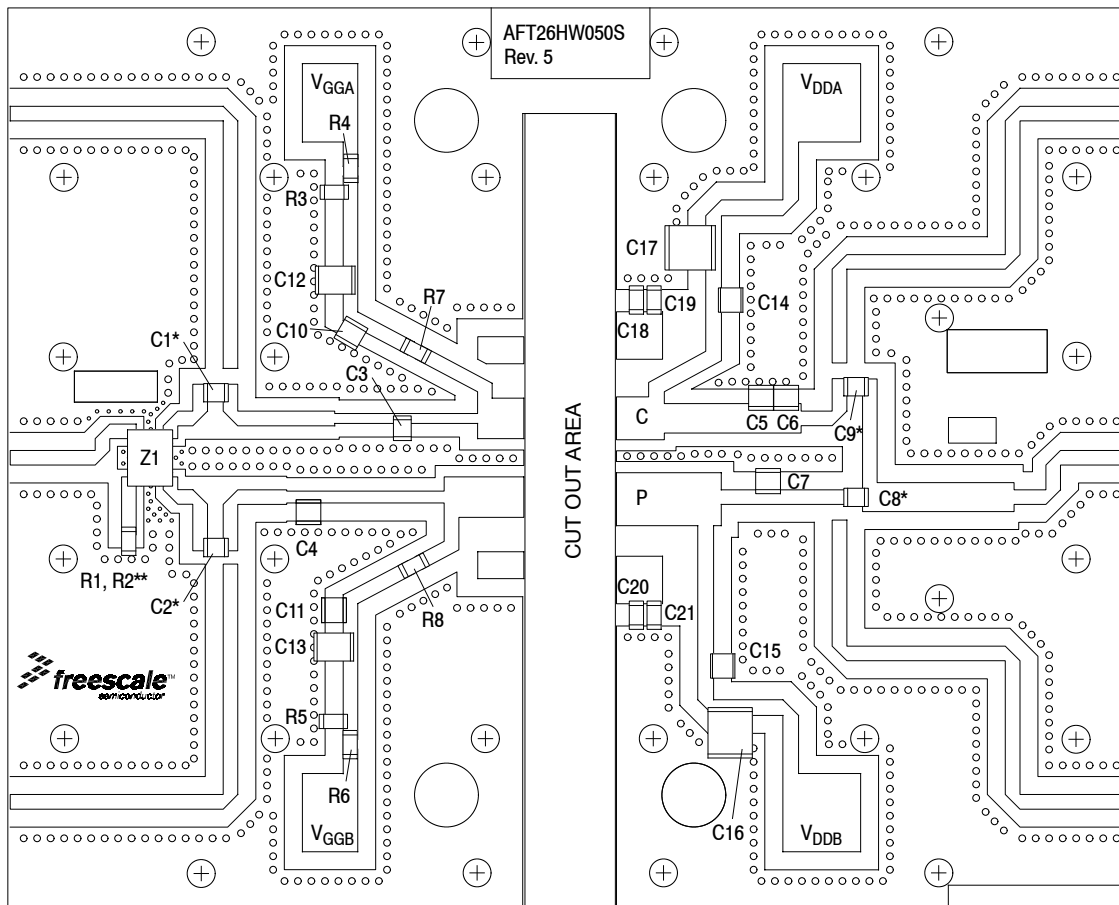 AFT26HW050S
Rev. 5
VGGA
VDDA
R4
R3
C17
C12
C19
C14
C18
C10
R7
C1*
C3
C5
C6
C
C9*
Z1
C7
CUT OUT AREA
P
C8*
C4
R1, R2**
C2*
C11
R8
C20
C21
C13
C15
freescale™
semiconductor
R5
R6
C16
VGGB
VDDB